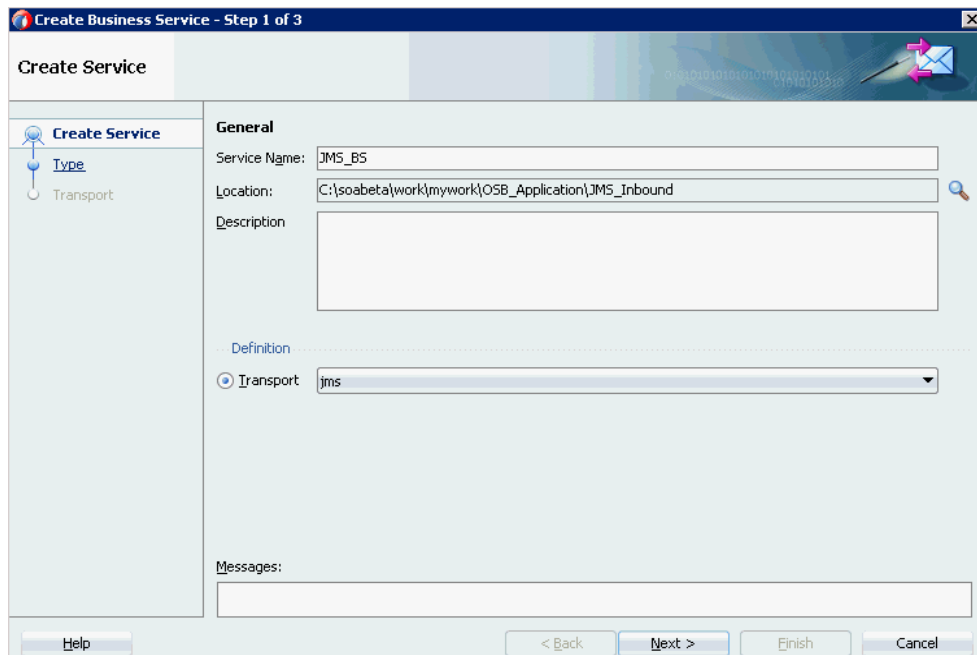 Create Business Service - Step 1 of 3
Create Service
Create Service
Type
Transport
General
Service Name: JMS_BS
Location: C:\soabeta\work\mywork\OSB_Application\JMS_Inbound
Description
Definition
Transport jms
Messages:
Help < Back Next > Finish Cancel